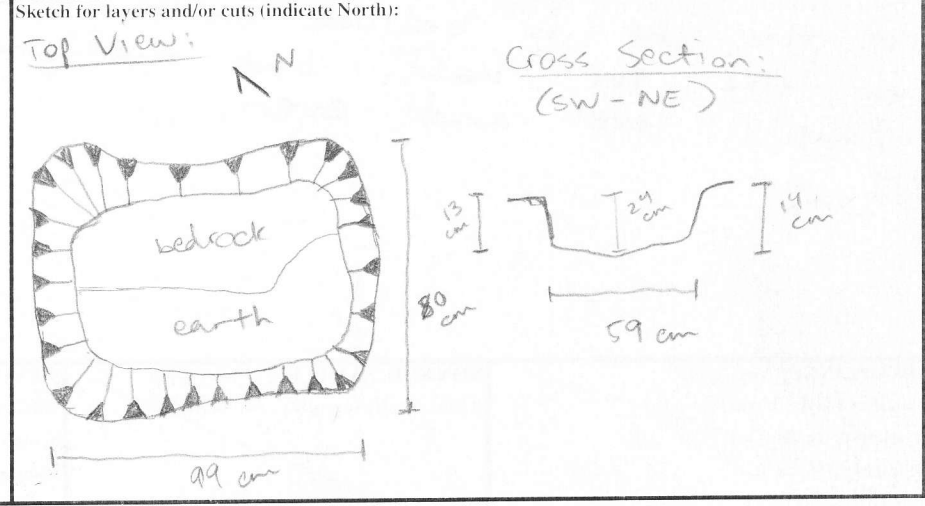 Sketch for layers and/or cuts (indicate North):
Top View:
N
Cross Section:
(SW - NE)
bedrock
earth
80 cm
99 cm
13 cm
24 cm
14 cm
59 cm